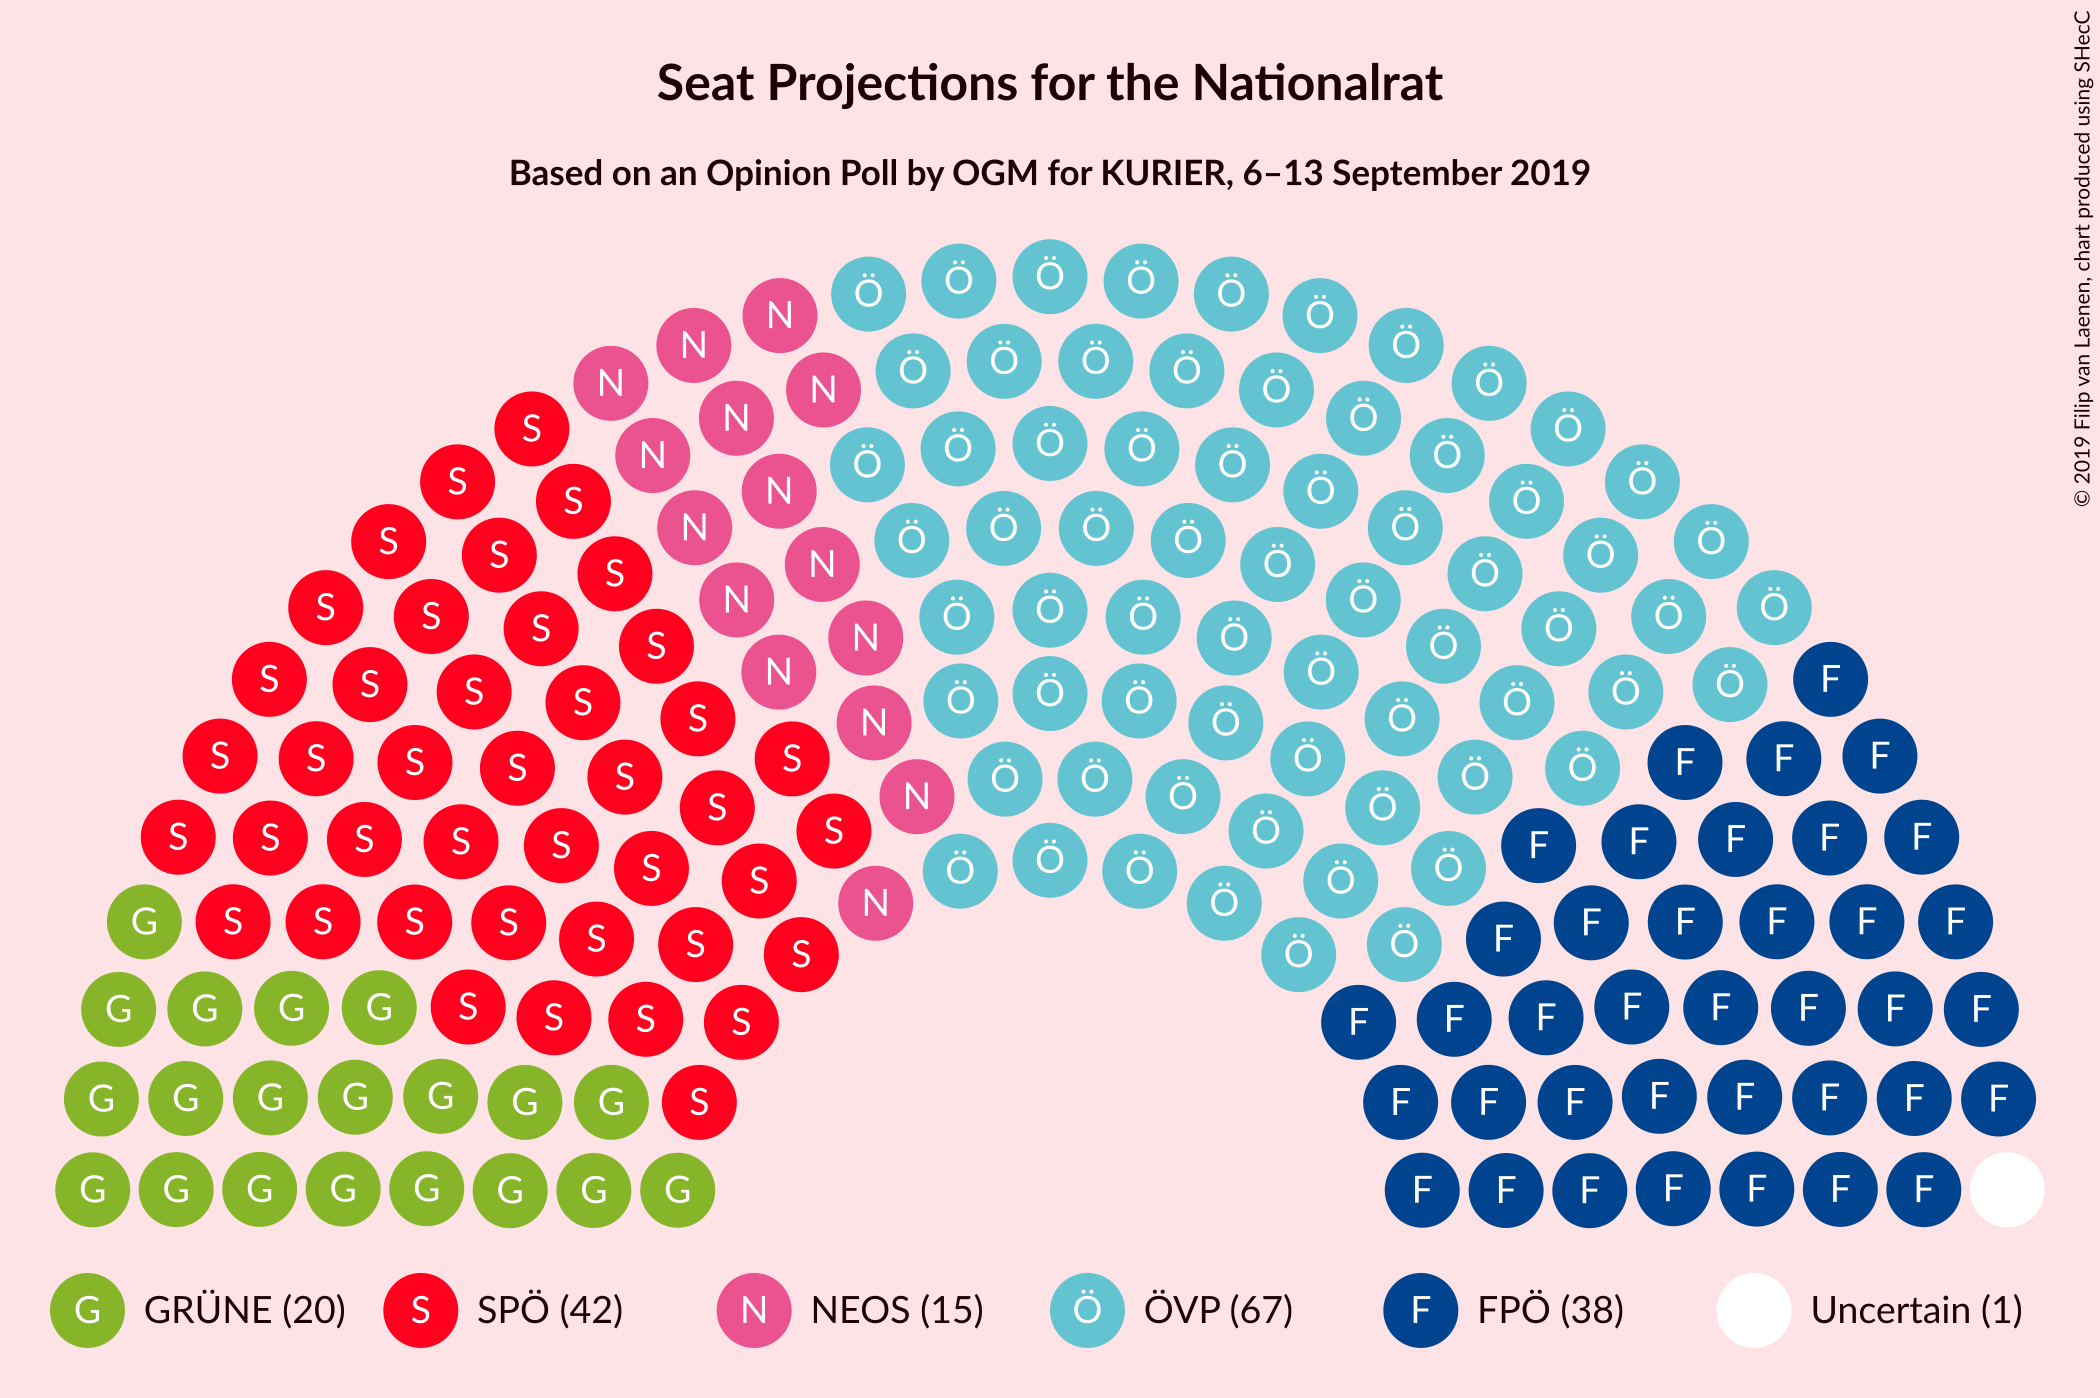 Seat Projections for the Nationalrat
Based on an Opinion Poll by OGM for KURIER, 6–13 September 2019
© 2019 Filip van Laenen, chart produced using SHecC
Ö Ö Ö Ö Ö Ö Ö Ö Ö Ö Ö Ö Ö Ö Ö Ö Ö Ö Ö Ö Ö Ö Ö Ö Ö Ö Ö Ö Ö Ö Ö Ö Ö Ö Ö Ö Ö Ö Ö Ö Ö Ö Ö Ö Ö Ö Ö Ö Ö Ö Ö Ö Ö Ö Ö Ö Ö Ö Ö Ö Ö Ö Ö Ö Ö Ö Ö
N N N N N N N N N N N N N N N
S S S S S S S S S S S S S S S S S S S S S S S S S S S S S S S S S S S S S S S S S S
F F F F F F F F F F F F F F F F F F F F F F F F F F F F F F F F F F F F F F
G G G G G G G G G G G G G G G G G G G G
G GRÜNE (20) S SPÖ (42) N NEOS (15) Ö ÖVP (67) F FPÖ (38) Uncertain (1)